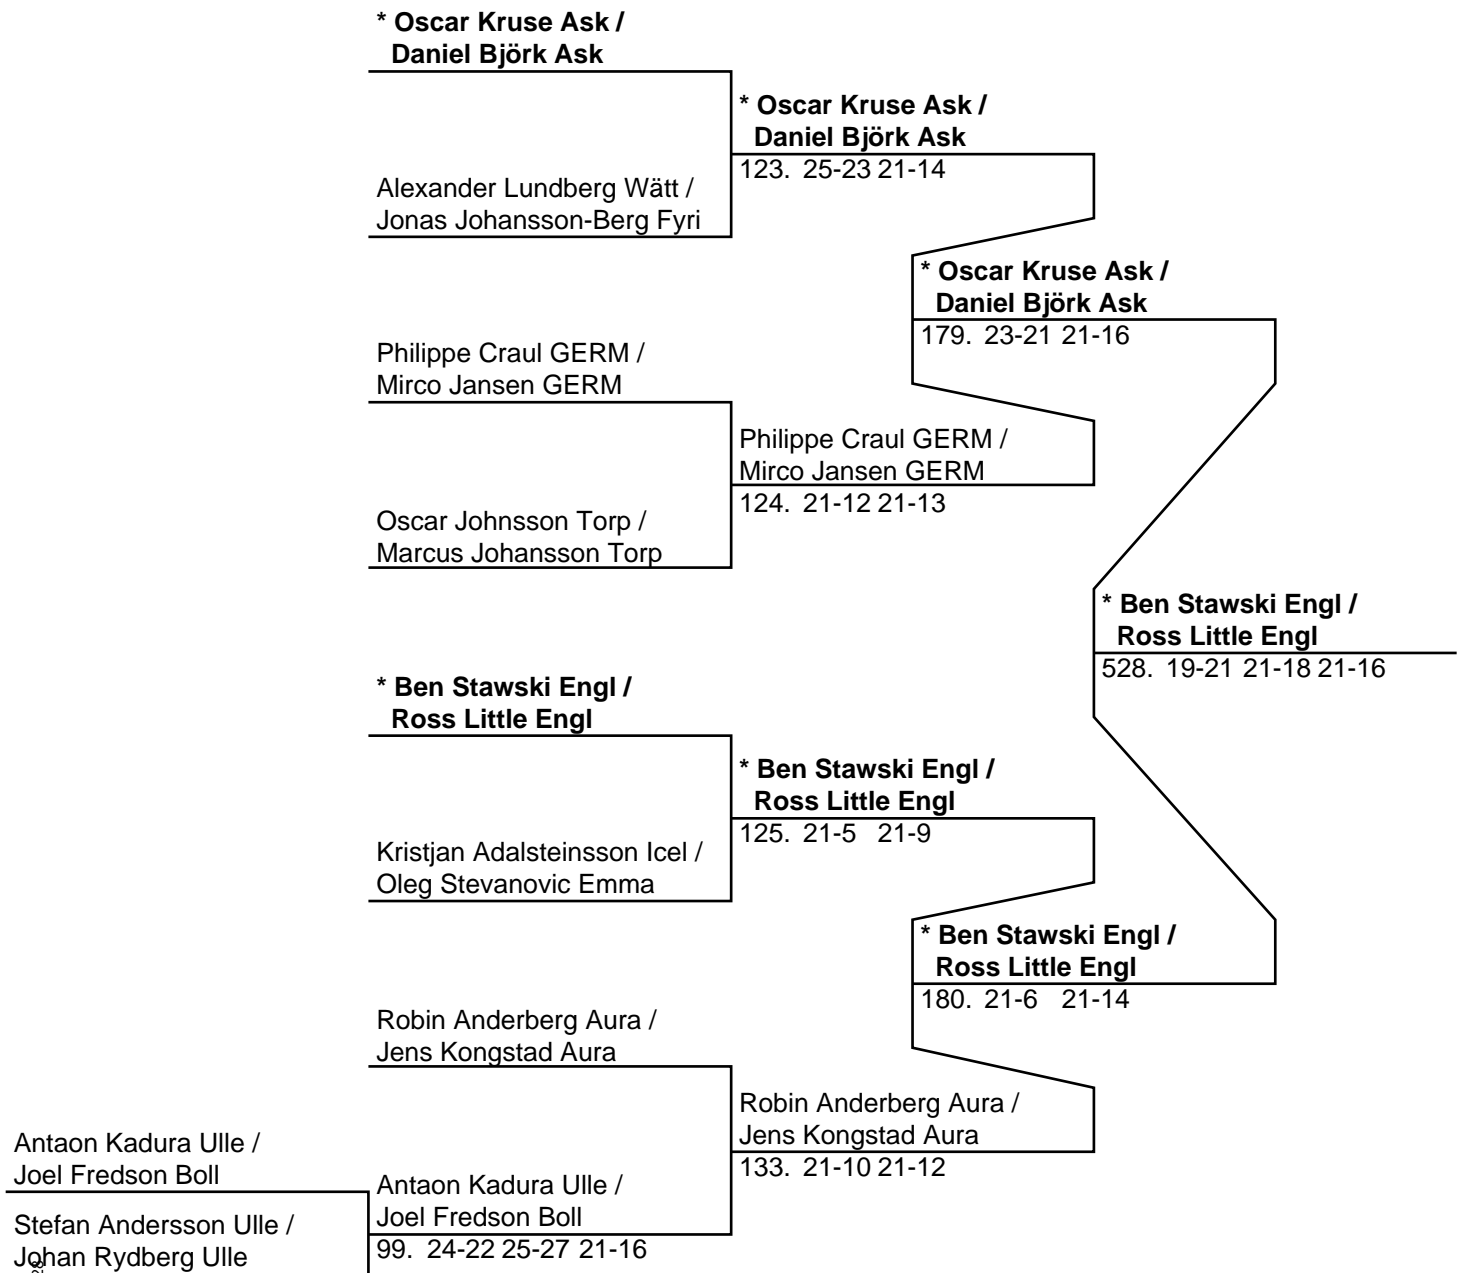 * Oscar Kruse Ask /
Daniel Björk Ask
* Oscar Kruse Ask /
Daniel Björk Ask
123. 25-23 21-14
Alexander Lundberg Wätt /
Jonas Johansson-Berg Fyri
* Oscar Kruse Ask /
Daniel Björk Ask
179. 23-21 21-16
Philippe Craul GERM /
Mirco Jansen GERM
Philippe Craul GERM /
Mirco Jansen GERM
124. 21-12 21-13
Oscar Johnsson Torp /
Marcus Johansson Torp
* Ben Stawski Engl /
Ross Little Engl
528. 19-21 21-18 21-16
* Ben Stawski Engl /
Ross Little Engl
* Ben Stawski Engl /
Ross Little Engl
125. 21-5 21-9
Kristjan Adalsteinsson Icel /
Oleg Stevanovic Emma
* Ben Stawski Engl /
Ross Little Engl
180. 21-6 21-14
Robin Anderberg Aura /
Jens Kongstad Aura
Robin Anderberg Aura /
Jens Kongstad Aura
133. 21-10 21-12
Antaon Kadura Ulle /
Joel Fredson Boll
Antaon Kadura Ulle /
Joel Fredson Boll
99. 24-22 25-27 21-16
Stefan Andersson Ulle /
Johan Rydberg Ulle